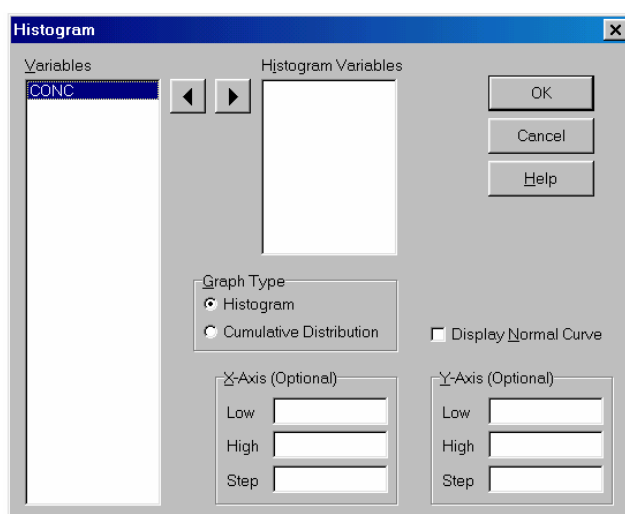 Histogram
Variables
CONC
Histogram Variables
OK
Cancel
Help
Graph Type
Histogram
Cumulative Distribution
Display Normal Curve
X-Axis (Optional)
Low
High
Step
Y-Axis (Optional)
Low
High
Step